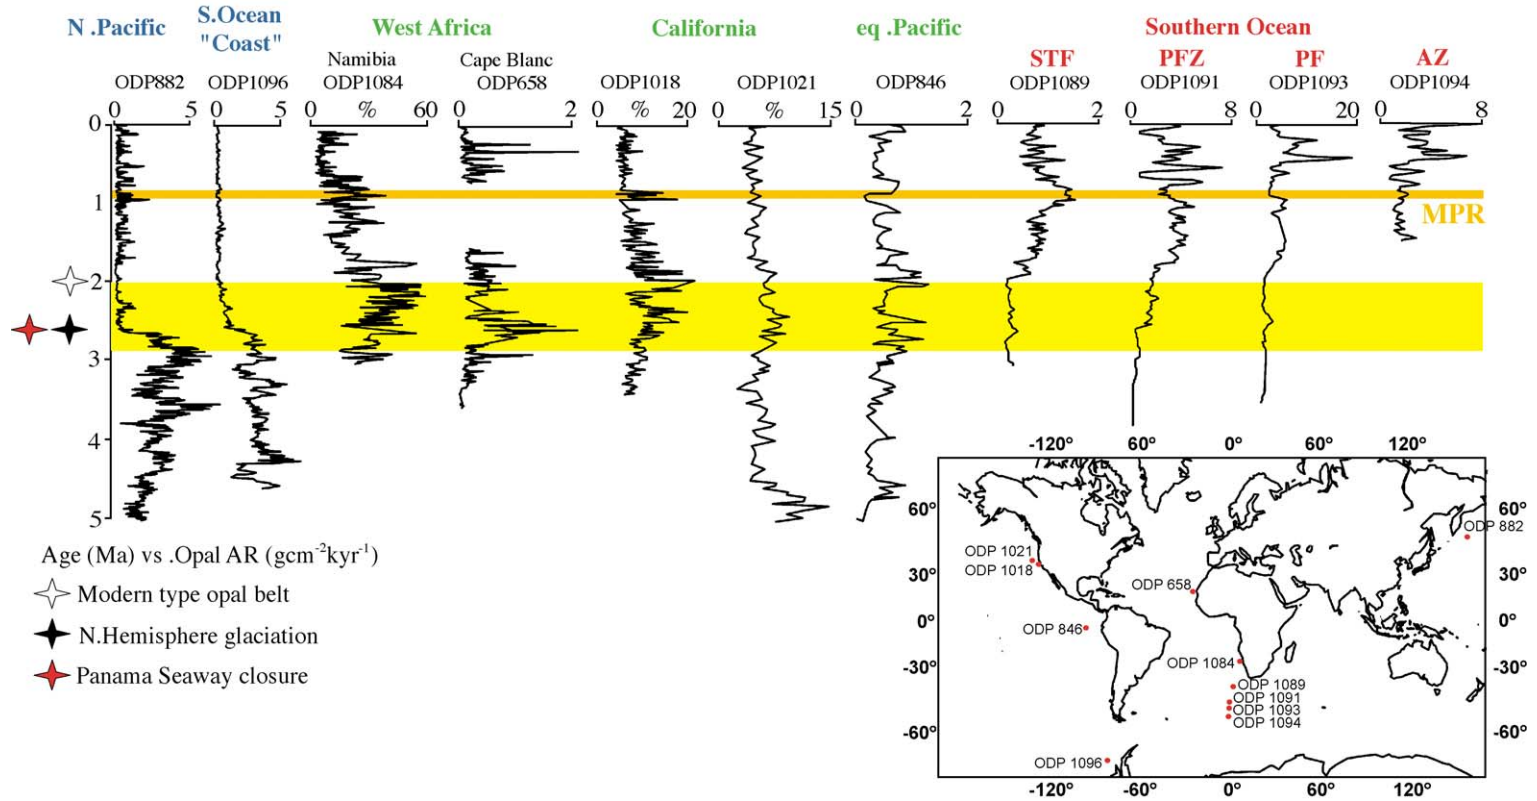 N .Pacific
S.Ocean
"Coast"
West Africa
California
eq .Pacific
Southern Ocean
Namibia
Cape Blanc
STF
PFZ
PF
AZ
ODP882
ODP1096
ODP1084
ODP658
ODP1018
ODP1021
ODP846
ODP1089
ODP1091
ODP1093
ODP1094
0 5 0 5 0 % 60 0 2 0 % 20 0 % 15 0 2 0 2 0 8 0 20 0 8
0
1
MPR
2
3
4
5
Age (Ma) vs .Opal AR (gcm⁻²kyr⁻¹)
Modern type opal belt
N.Hemisphere glaciation
Panama Seaway closure
-120° -60° 0° 60° 120°
60° 60°
ODP 882
ODP 1021
ODP 1018
30° 30°
ODP 658
0° 0°
ODP 846
ODP 1084
-30° -30°
ODP 1089
ODP 1091
ODP 1093
ODP 1094
-60° -60°
ODP 1096
-120° -60° 0° 60° 120°